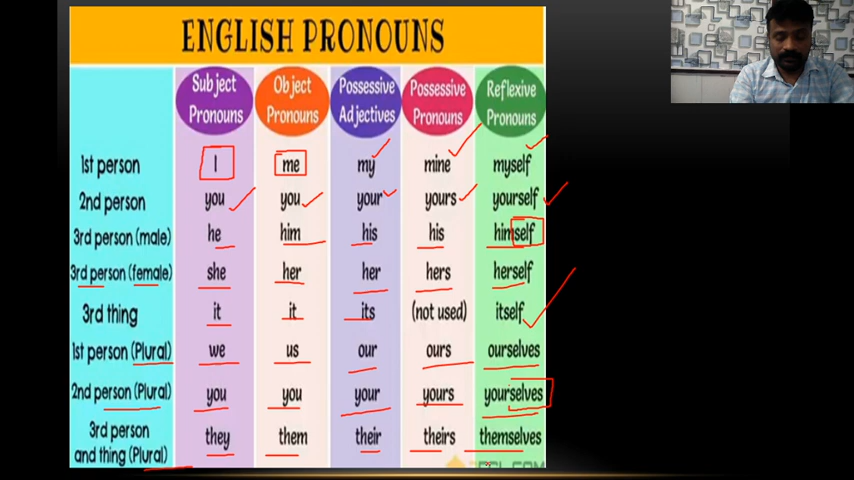 ENGLISH PRONOUNS
Subject Pronouns Object Pronouns Possessive Adjectives Possessive Pronouns Reflexive Pronouns
1st person I me my mine myself
2nd person you you your yours yourself
3rd person (male) he him his his himself
3rd person (female) she her her hers herself
3rd thing it it its (not used) itself
1st person (Plural) we us our ours ourselves
2nd person (Plural) you you your yours yourselves
3rd person and thing (Plural) they them their theirs themselves